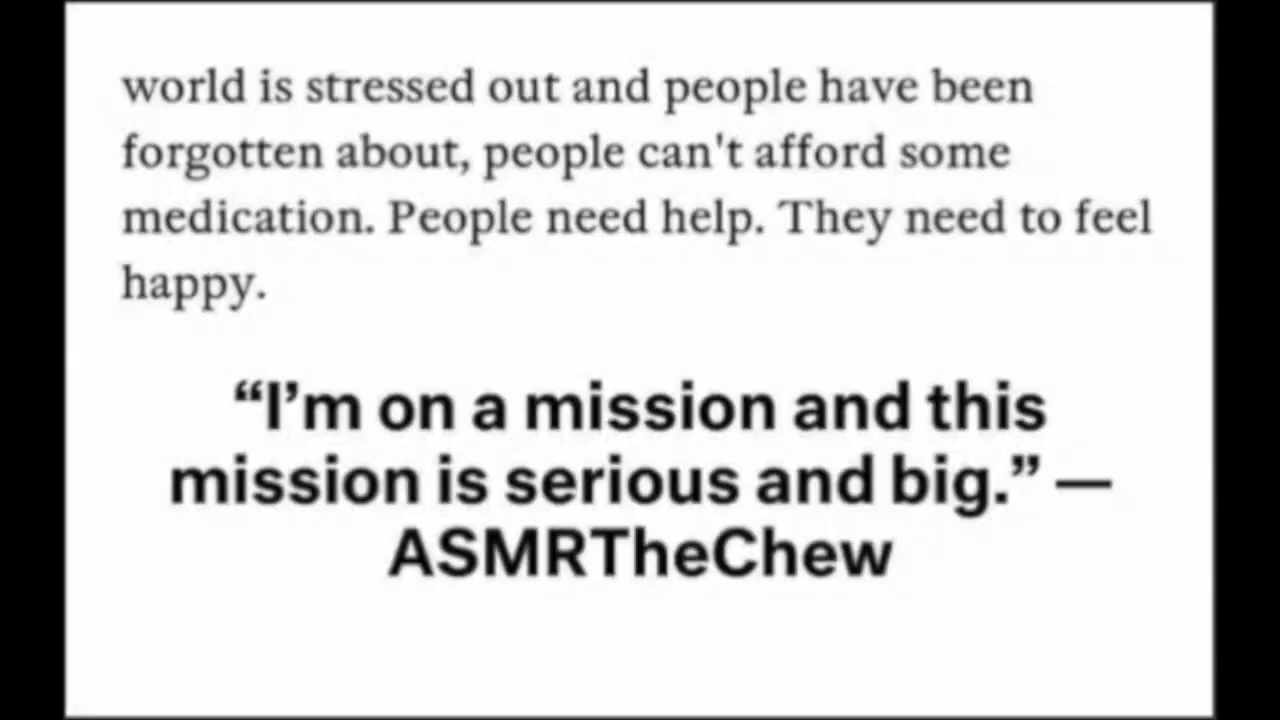 world is stressed out and people have been
forgotten about, people can't afford some
medication. People need help. They need to feel
happy.
“I’m on a mission and this
mission is serious and big.” —
ASMRTheChew